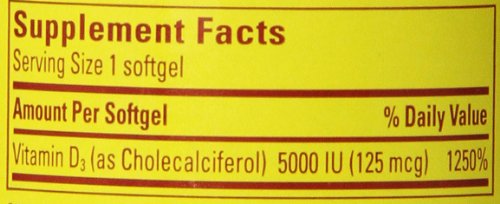 Supplement Facts
Serving Size 1 softgel
Amount Per Softgel % Daily Value
Vitamin D₃ (as Cholecalciferol) 5000 IU (125 mcg) 1250%